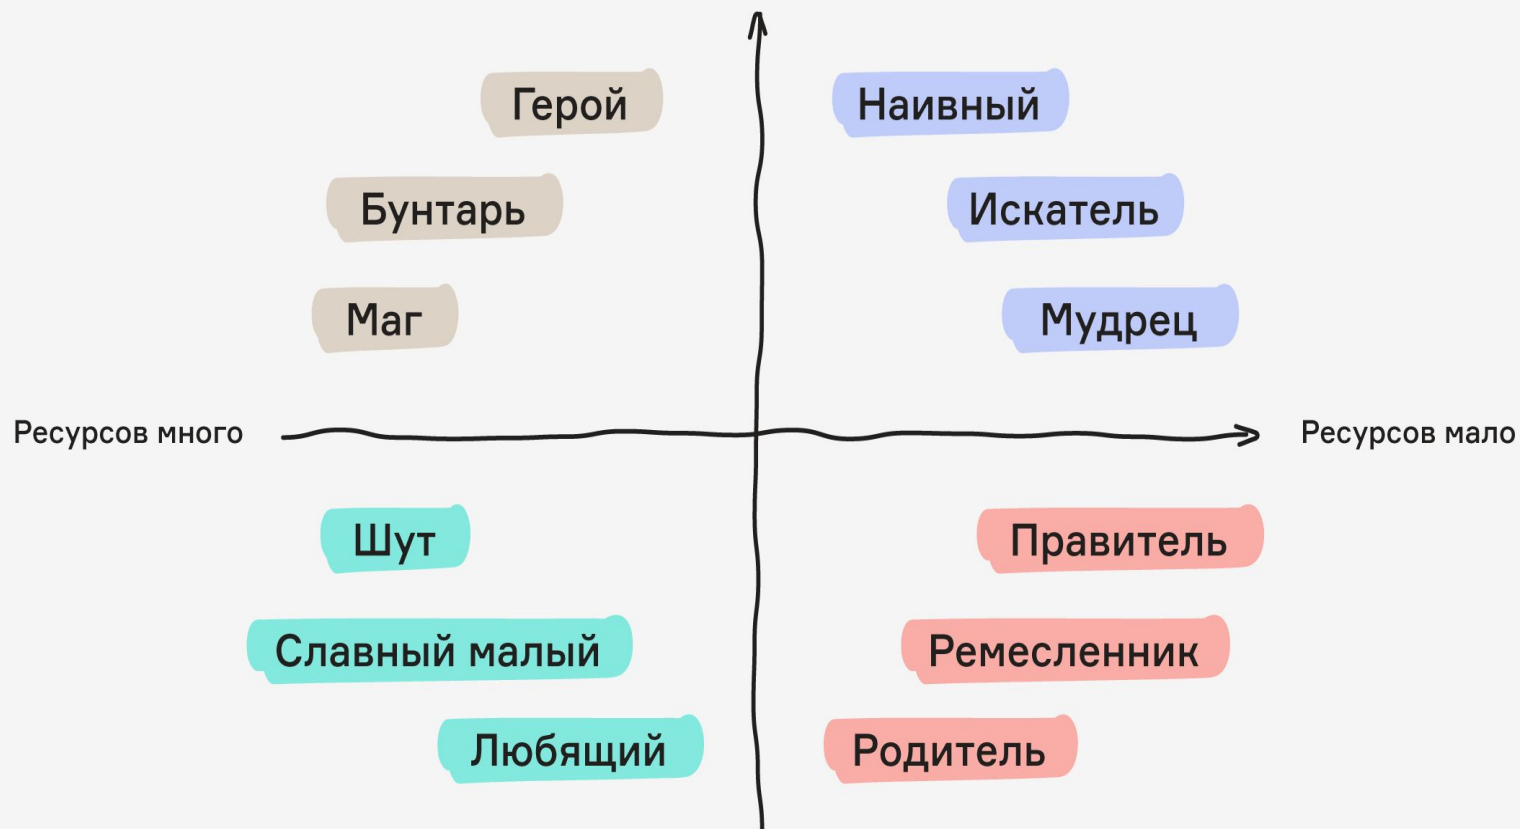 Герой
Наивный
Бунтарь
Искатель
Маг
Мудрец
Ресурсов много
Ресурсов мало
Шут
Правитель
Славный малый
Ремесленник
Любящий
Родитель